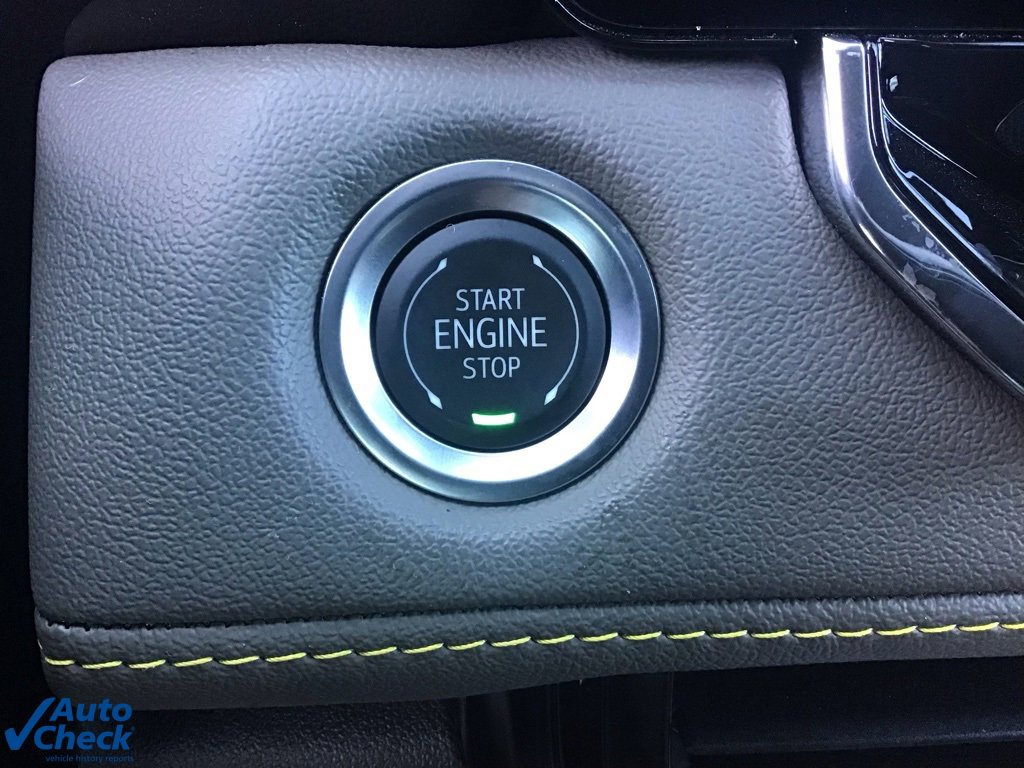 START
ENGINE
STOP
Auto
Check
vehicle history reports